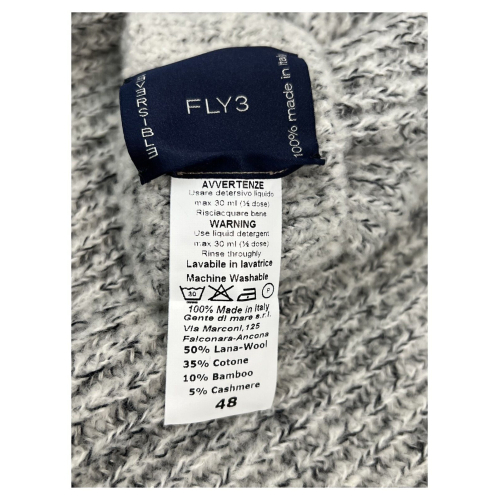 REVERSIBLE
FLY3
100% made in Italy
AVVERTENZE
Usare detersivo liquido
max 30 ml (½ dose)
Risciacquare bene
WARNING
Use liquid detergent
max 30 ml (½ dose)
Rinse throughly
Lavabile in lavatrice
Machine Washable
30 P
100% Made in Italy
Gente di mare s.r.l.
Via Marconi,125
Falconara-Ancona
50% Lana-Wool
35% Cotone
10% Bamboo
5% Cashmere
48